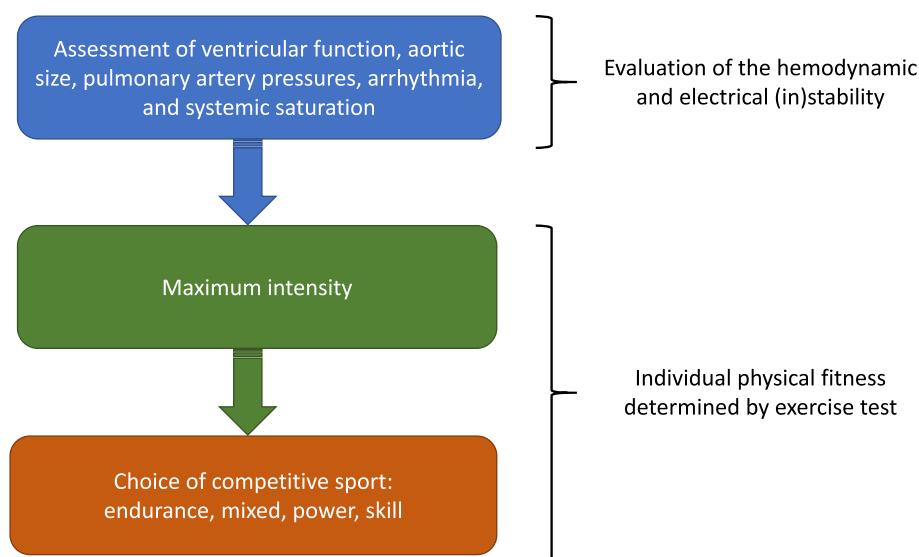 Assessment of ventricular function, aortic
size, pulmonary artery pressures, arrhythmia,
and systemic saturation
Evaluation of the hemodynamic
and electrical (in)stability
Maximum intensity
Individual physical fitness
determined by exercise test
Choice of competitive sport:
endurance, mixed, power, skill